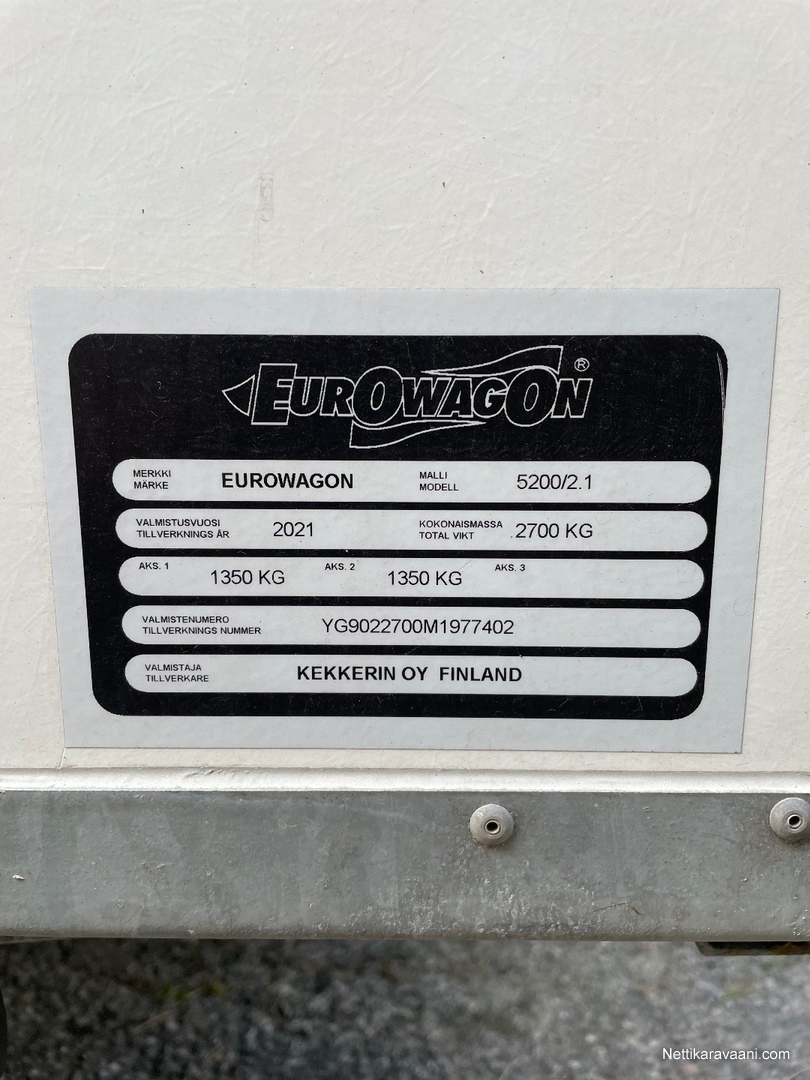 EUROWAGON®
MERKKI
MÄRKE
EUROWAGON
MALLI
MODELL
5200/2.1
VALMISTUSVUOSI
TILLVERKNINGS ÅR
2021
KOKONAISMASSA
TOTAL VIKT
2700 KG
AKS. 1
1350 KG
AKS. 2
1350 KG
AKS. 3
VALMISTENUMERO
TILLVERKNINGS NUMMER
YG9022700M1977402
VALMISTAJA
TILLVERKARE
KEKKERIN OY FINLAND
Nettikaravaani.com